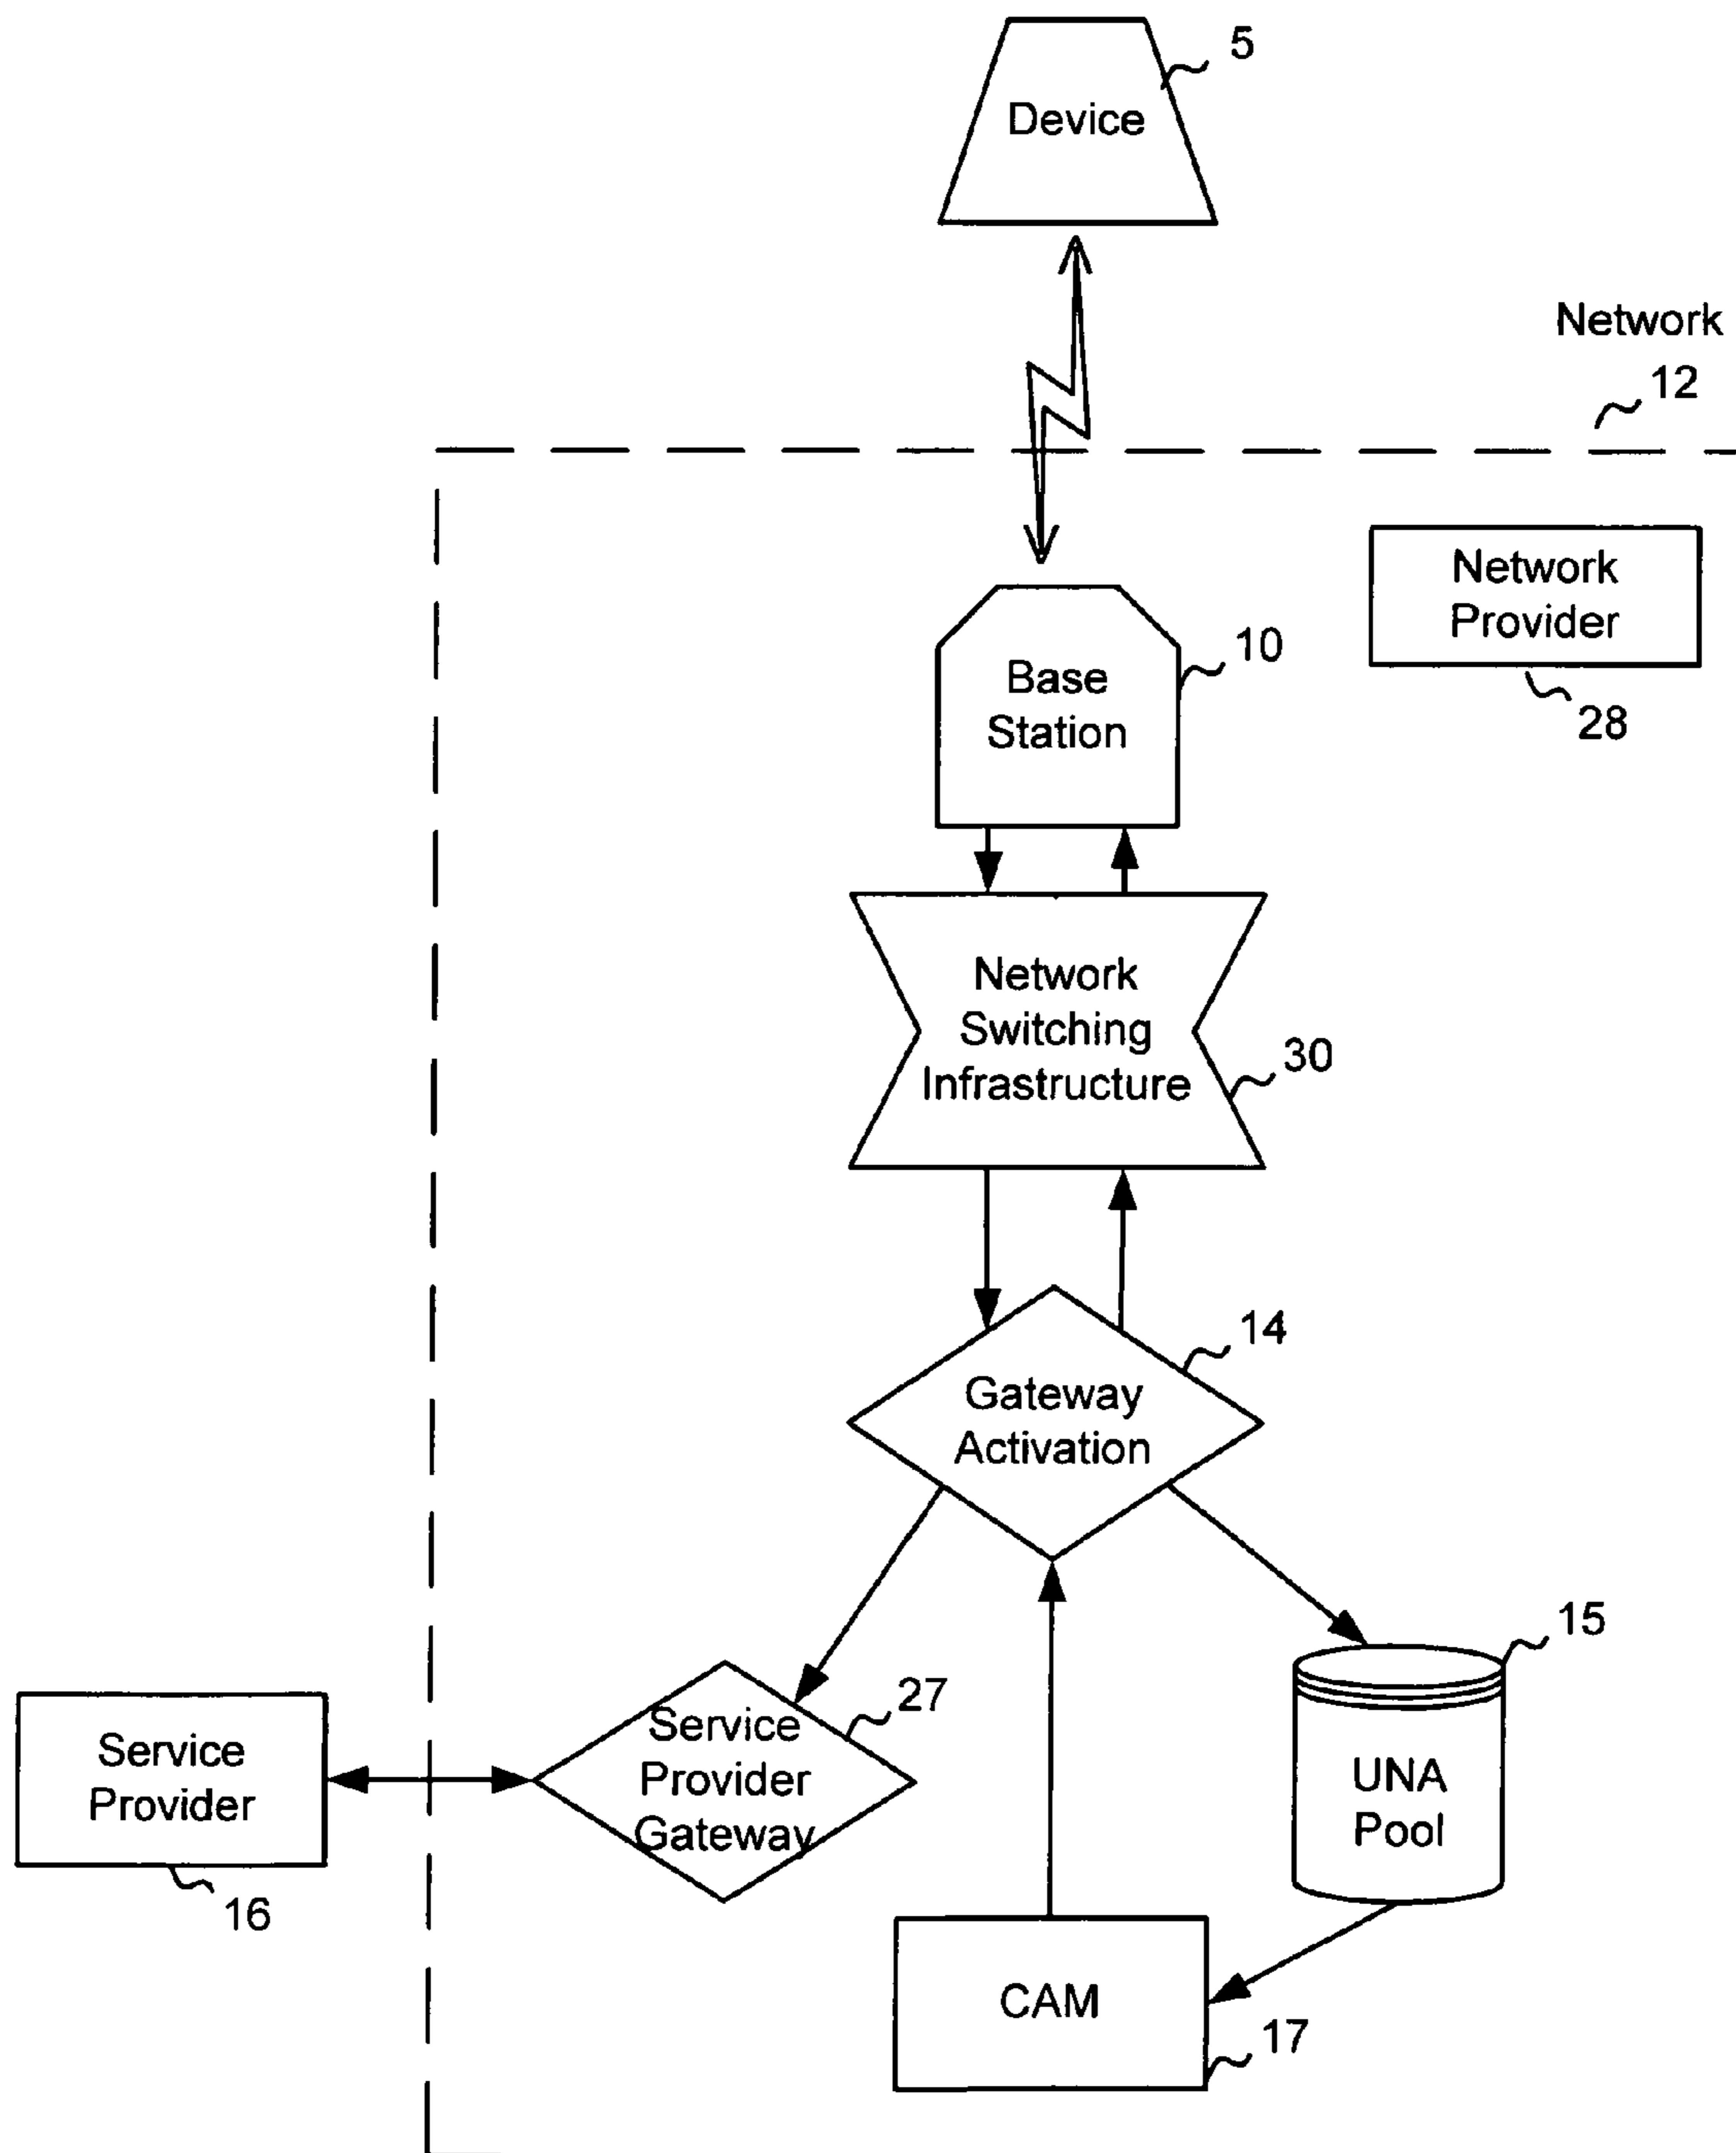 5
Device
Network
12
Network
Provider
28
Base
Station
10
Network
Switching
Infrastructure
30
Gateway
Activation
14
15
UNA
Pool
27
Service
Provider
Gateway
Service
Provider
16
CAM
17